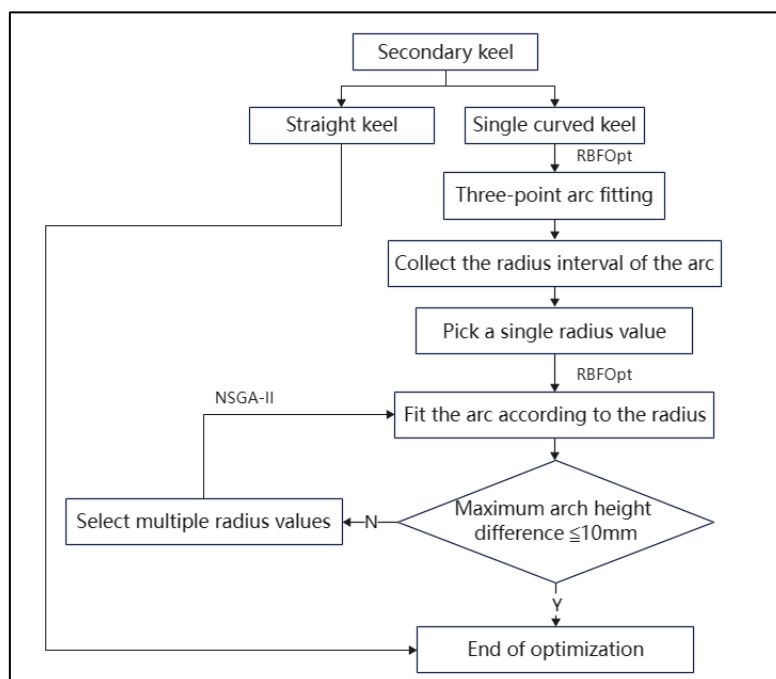 Secondary keel
Straight keel
Single curved keel
RBFOpt
Three-point arc fitting
Collect the radius interval of the arc
Pick a single radius value
RBFOpt
NSGA-II
Fit the arc according to the radius
Maximum arch height
difference ≦10mm
Select multiple radius values
N
Y
End of optimization